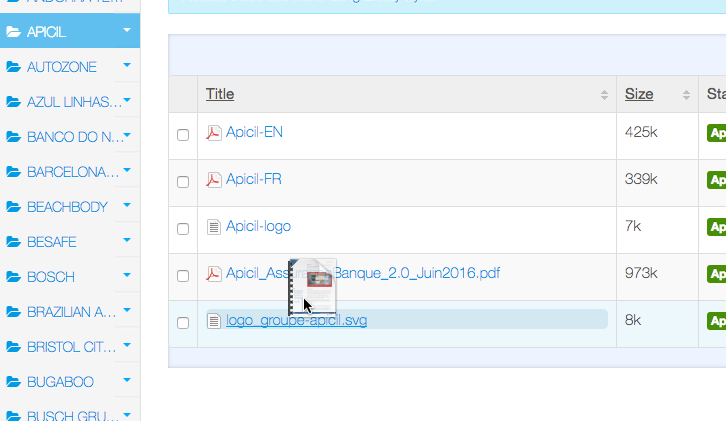 APICIL
AUTOZONE
AZUL LINHAS...
BANCO DO N...
BARCELONA...
BEACHBODY
BESAFE
BOSCH
BRAZILIAN A...
BRISTOL CIT...
BUGABOO
BUSCH GRU...
Title Size Sta
Apicil-EN 425k Ap
Apicil-FR 339k Ap
Apicil-logo 7k Ap
Apicil_Ass Banque_2.0_Juin2016.pdf 973k Ap
logo_groupe-apicil.svg 8k Ap